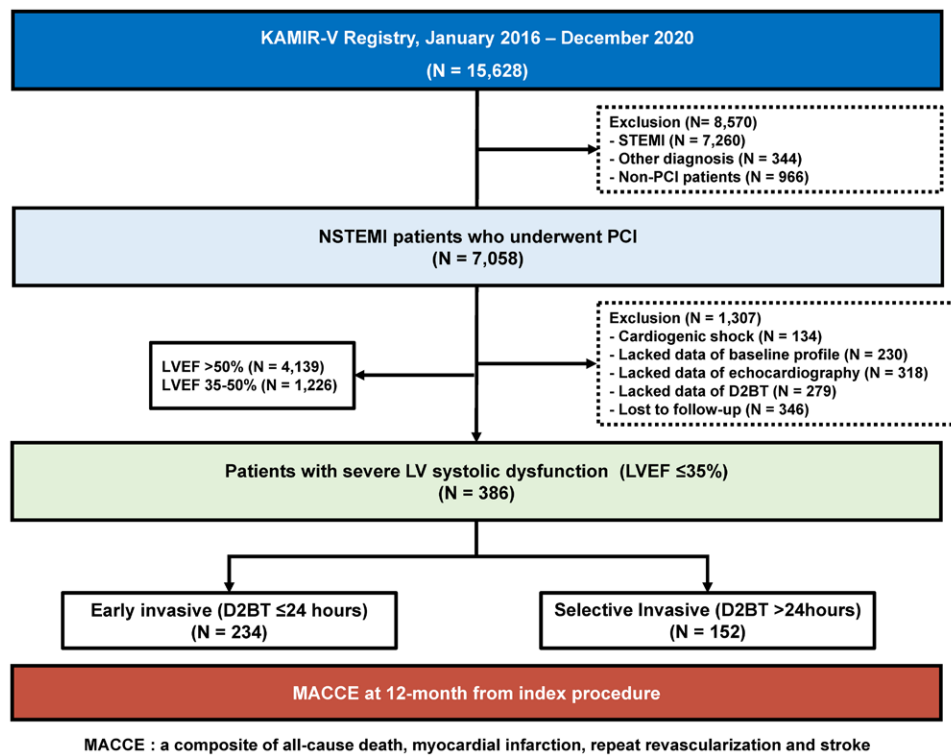 KAMIR-V Registry, January 2016 – December 2020
(N = 15,628)
Exclusion (N= 8,570)
- STEMI (N = 7,260)
- Other diagnosis (N = 344)
- Non-PCI patients (N = 966)
NSTEMI patients who underwent PCI
(N = 7,058)
Exclusion (N = 1,307)
- Cardiogenic shock (N = 134)
- Lacked data of baseline profile (N = 230)
- Lacked data of echocardiography (N = 318)
- Lacked data of D2BT (N = 279)
- Lost to follow-up (N = 346)
LVEF >50% (N = 4,139)
LVEF 35-50% (N = 1,226)
Patients with severe LV systolic dysfunction (LVEF ≤35%)
(N = 386)
Early invasive (D2BT ≤24 hours)
(N = 234)
Selective Invasive (D2BT >24hours)
(N = 152)
MACCE at 12-month from index procedure
MACCE : a composite of all-cause death, myocardial infarction, repeat revascularization and stroke